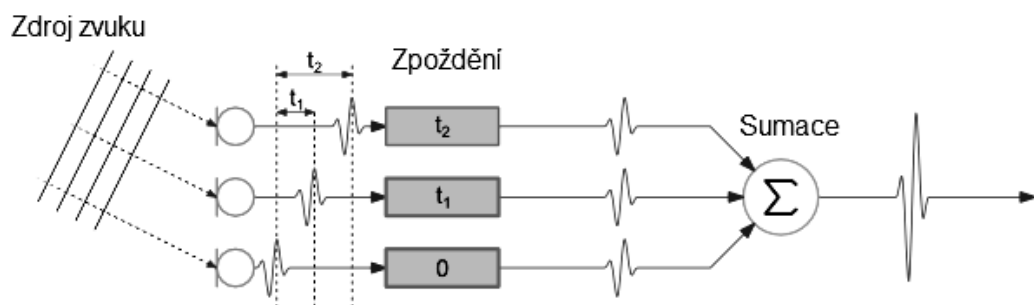 Zdroj zvuku
t₂
Zpoždění
t₁
t₂
Sumace
t₁
Σ
0